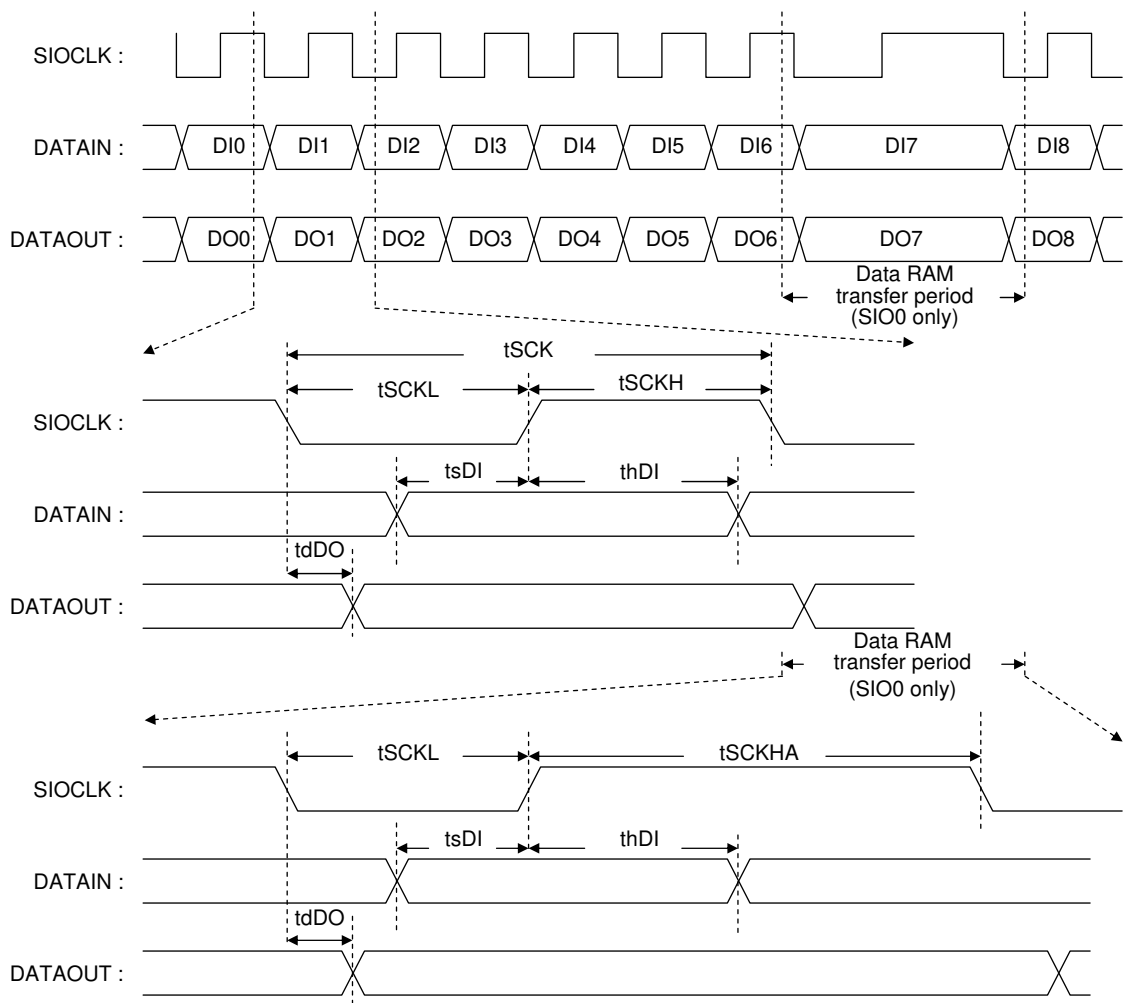 SIOCLK :
DATAIN :
DI0 DI1 DI2 DI3 DI4 DI5 DI6 DI7 DI8
DATAOUT :
DO0 DO1 DO2 DO3 DO4 DO5 DO6 DO7 DO8
Data RAM
transfer period
(SIO0 only)
tSCK
tSCKL tSCKH
SIOCLK :
tsDI thDI
DATAIN :
tdDO
DATAOUT :
Data RAM
transfer period
(SIO0 only)
tSCKL tSCKHA
SIOCLK :
tsDI thDI
DATAIN :
tdDO
DATAOUT :